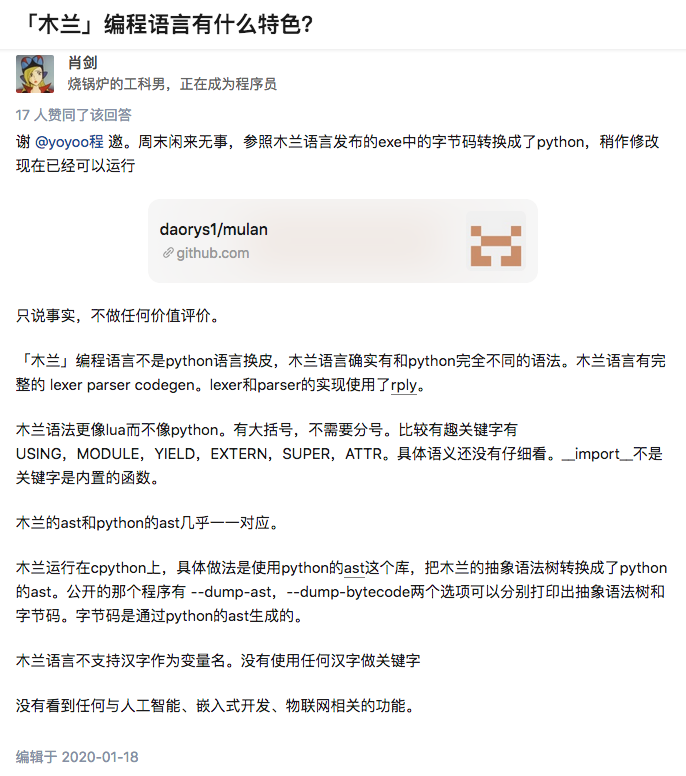 「木兰」编程语言有什么特色?
肖剑
烧锅炉的工科男，正在成为程序员
17 人赞同了该回答
谢 @yoyoo程 邀。周末闲来无事，参照木兰语言发布的exe中的字节码转换成了python，稍作修改
现在已经可以运行
daorys1/mulan
github.com
只说事实，不做任何价值评价。
「木兰」编程语言不是python语言换皮，木兰语言确实有和python完全不同的语法。木兰语言有完
整的 lexer parser codegen。lexer和parser的实现使用了rply。
木兰语法更像lua而不像python。有大括号，不需要分号。比较有趣关键字有
USING，MODULE，YIELD，EXTERN，SUPER，ATTR。具体语义还没有仔细看。__import__不是
关键字是内置的函数。
木兰的ast和python的ast几乎一一对应。
木兰运行在cpython上，具体做法是使用python的ast这个库，把木兰的抽象语法树转换成了python
的ast。公开的那个程序有 --dump-ast，--dump-bytecode两个选项可以分别打印出抽象语法树和
字节码。字节码是通过python的ast生成的。
木兰语言不支持汉字作为变量名。没有使用任何汉字做关键字
没有看到任何与人工智能、嵌入式开发、物联网相关的功能。
编辑于 2020-01-18